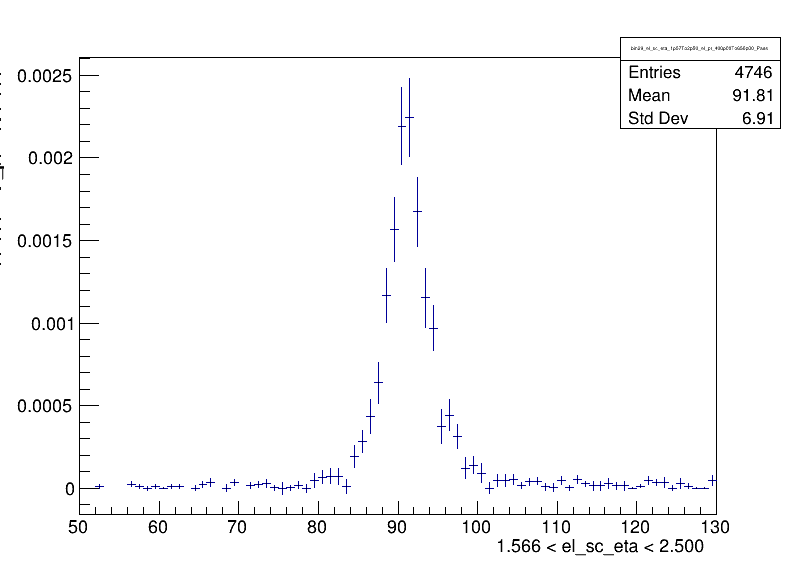 bin29_el_sc_eta_1p57To2p50_el_pt_400p00To650p00_Pass
Entries 4746
Mean 91.81
Std Dev 6.91
0.0025
0.002
0.0015
0.001
0.0005
0
50 60 70 80 90 100 110 120 130
1.566 < el_sc_eta < 2.500